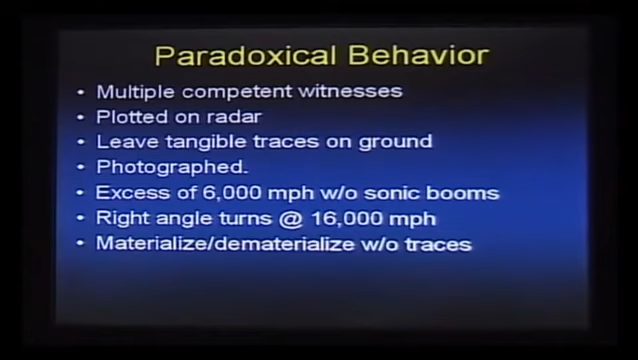 Paradoxical Behavior
• Multiple competent witnesses
• Plotted on radar
• Leave tangible traces on ground
• Photographed.
• Excess of 6,000 mph w/o sonic booms
• Right angle turns @ 16,000 mph
• Materialize/dematerialize w/o traces